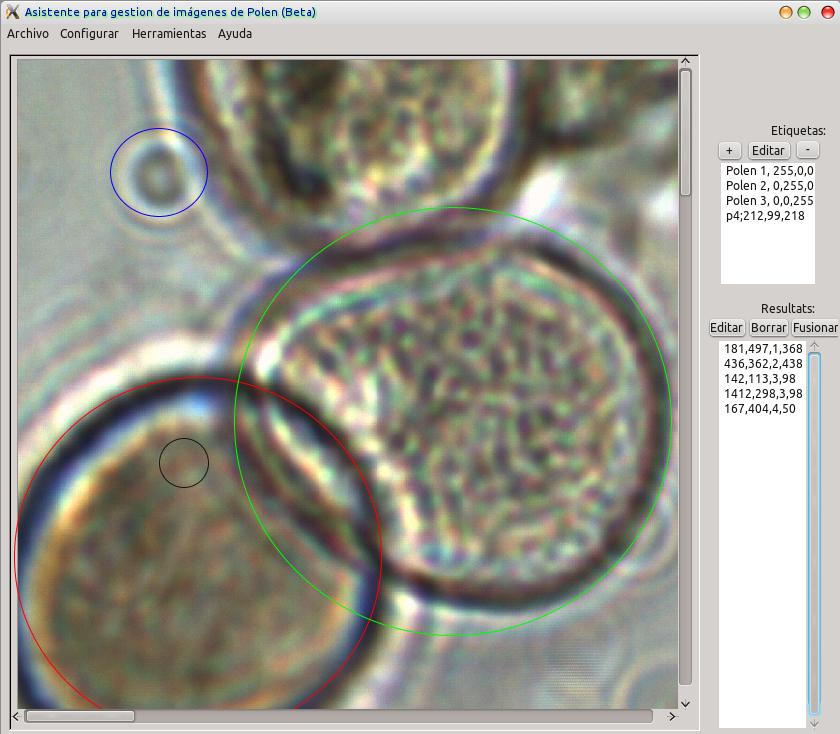 Asistente para gestion de imágenes de Polen (Beta)
Archivo Configurar Herramientas Ayuda
Etiquetas:
+ Editar -
Polen 1, 255,0,0
Polen 2, 0,255,0
Polen 3, 0,0,255
p4;212,99,218
Resultats:
Editar Borrar Fusionar
181,497,1,368
436,362,2,438
142,113,3,98
1412,298,3,98
167,404,4,50